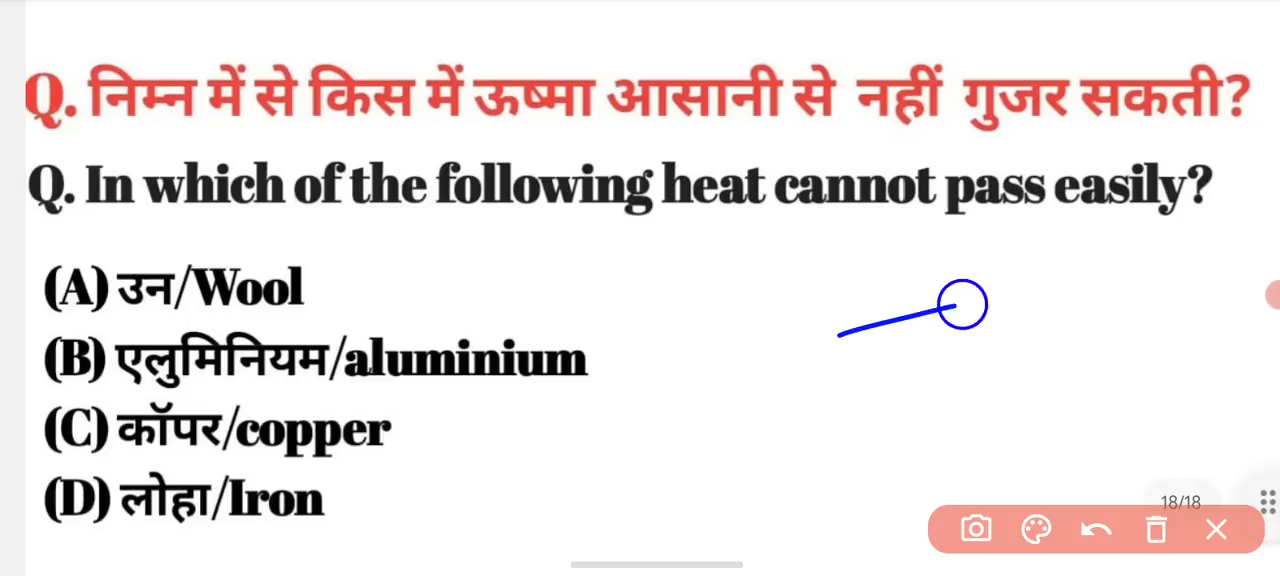 Q. निम्न में से किस में ऊष्मा आसानी से नहीं गुजर सकती?
Q. In which of the following heat cannot pass easily?
(A) उन/Wool
(B) एलुमिनियम/aluminium
(C) कॉपर/copper
(D) लोहा/Iron
18/18